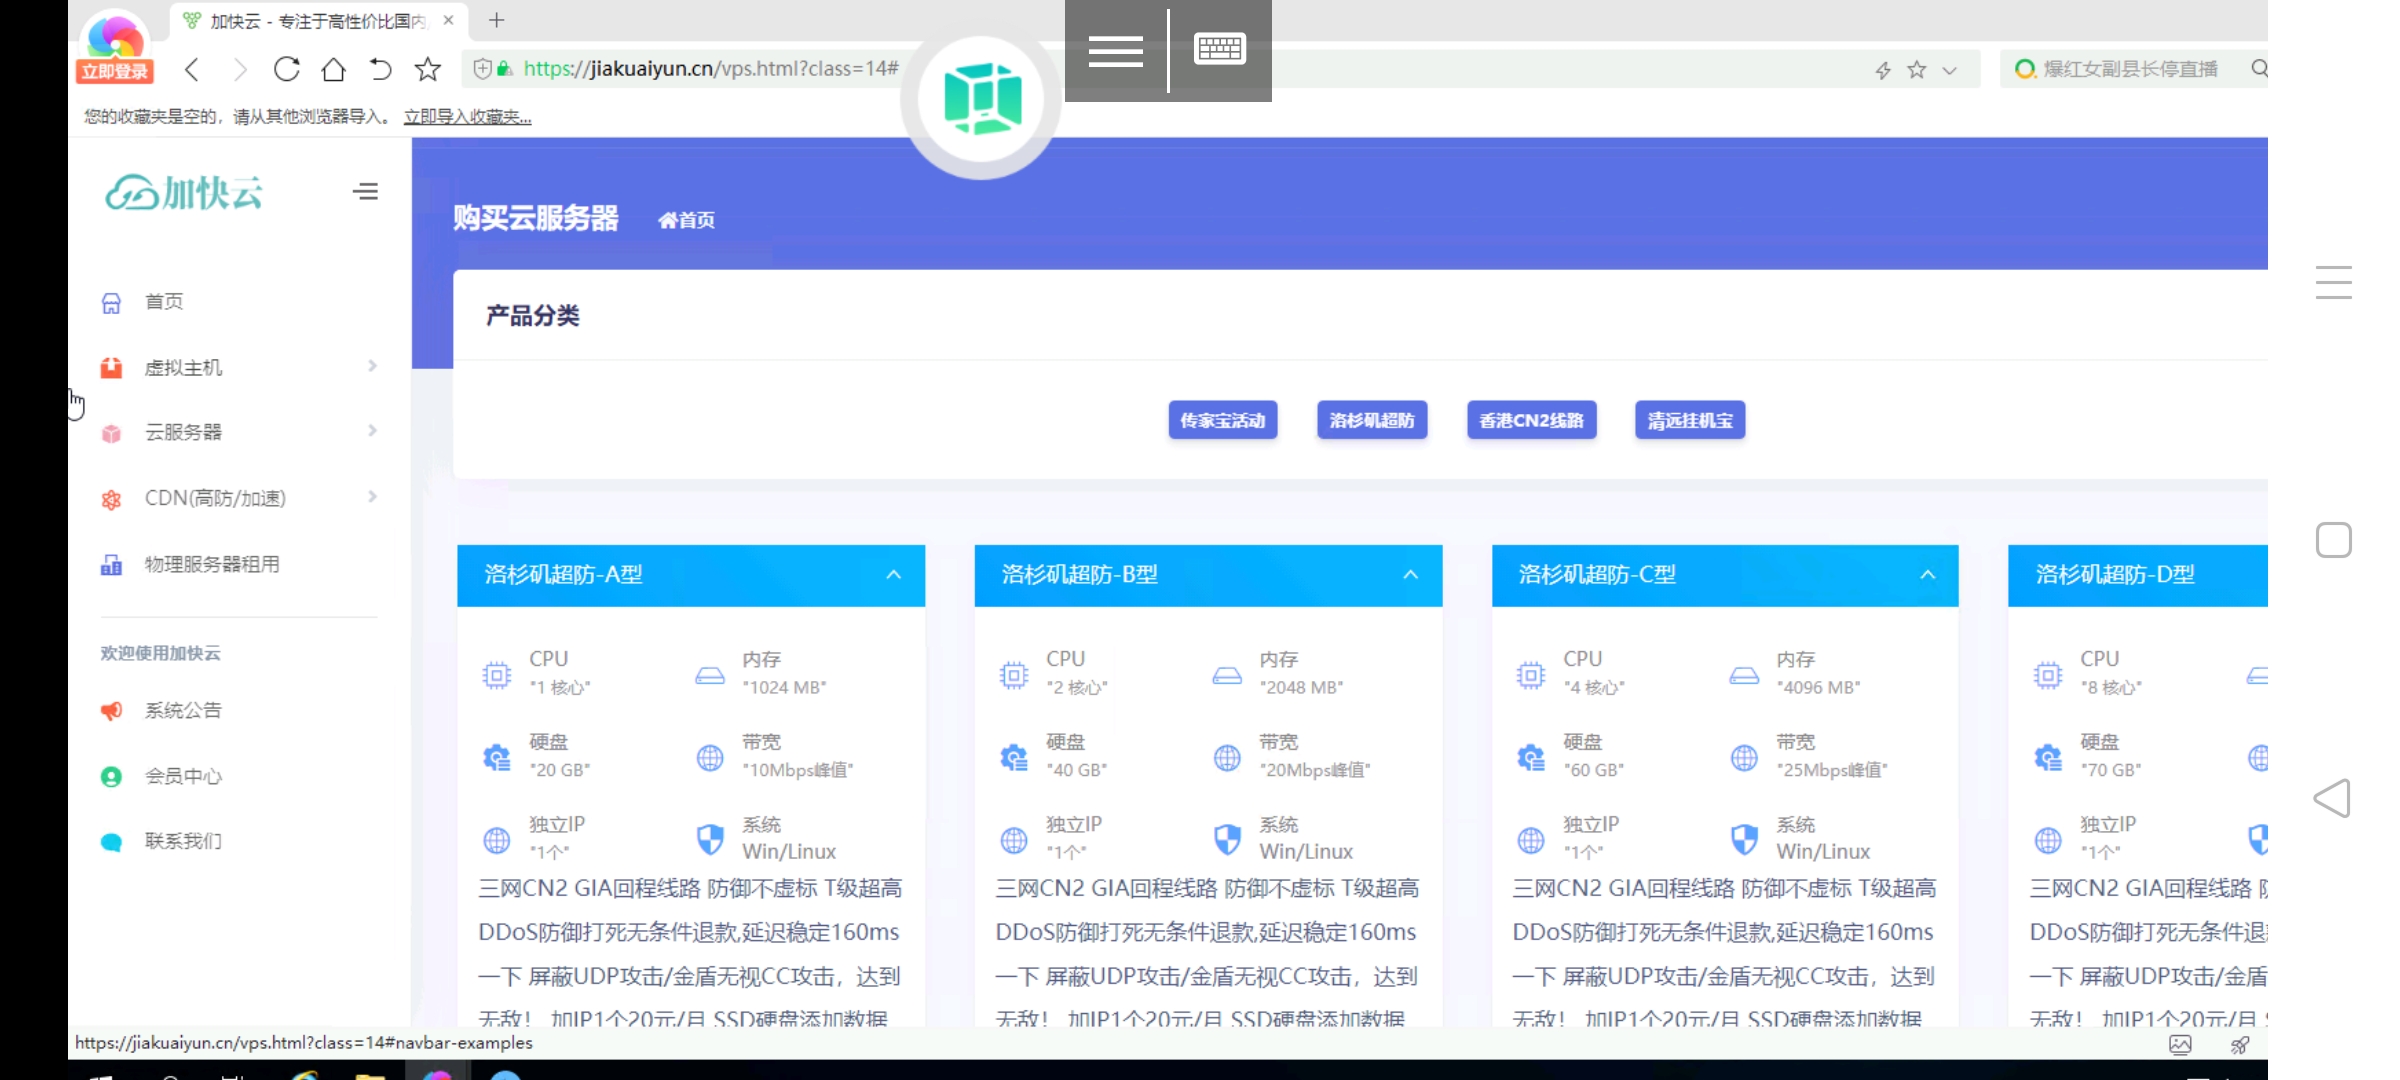 加快云 - 专注于高性价比国内
立即登录
https://jiakuaiyun.cn/vps.html?class=14#
爆红女副县长停直播
您的收藏夹是空的，请从其他浏览器导入。 立即导入收藏夹...
加快云
首页
虚拟主机
云服务器
CDN(高防/加速)
物理服务器租用
欢迎使用加快云
系统公告
会员中心
联系我们
购买云服务器 首页
产品分类
传家宝活动 洛杉矶超防 香港CN2线路 清远挂机宝
洛杉矶超防-A型
CPU 内存
"1 核心" "1024 MB"
硬盘 带宽
"20 GB" "10Mbps峰值"
独立IP 系统
"1个" Win/Linux
三网CN2 GIA回程线路 防御不虚标 T级超高
DDoS防御打死无条件退款,延迟稳定160ms
一下 屏蔽UDP攻击/金盾无视CC攻击，达到
无敌！ 加IP1个20元/月 SSD硬盘添加数据
洛杉矶超防-B型
CPU 内存
"2 核心" "2048 MB"
硬盘 带宽
"40 GB" "20Mbps峰值"
独立IP 系统
"1个" Win/Linux
三网CN2 GIA回程线路 防御不虚标 T级超高
DDoS防御打死无条件退款,延迟稳定160ms
一下 屏蔽UDP攻击/金盾无视CC攻击，达到
无敌！ 加IP1个20元/月 SSD硬盘添加数据
洛杉矶超防-C型
CPU 内存
"4 核心" "4096 MB"
硬盘 带宽
"60 GB" "25Mbps峰值"
独立IP 系统
"1个" Win/Linux
三网CN2 GIA回程线路 防御不虚标 T级超高
DDoS防御打死无条件退款,延迟稳定160ms
一下 屏蔽UDP攻击/金盾无视CC攻击，达到
无敌！ 加IP1个20元/月 SSD硬盘添加数据
洛杉矶超防-D型
CPU
"8 核心"
硬盘
"70 GB"
独立IP
"1个"
三网CN2 GIA回程线路
DDoS防御打死无条件退
一下 屏蔽UDP攻击/金盾
无敌！ 加IP1个20元/月
https://jiakuaiyun.cn/vps.html?class=14#navbar-examples